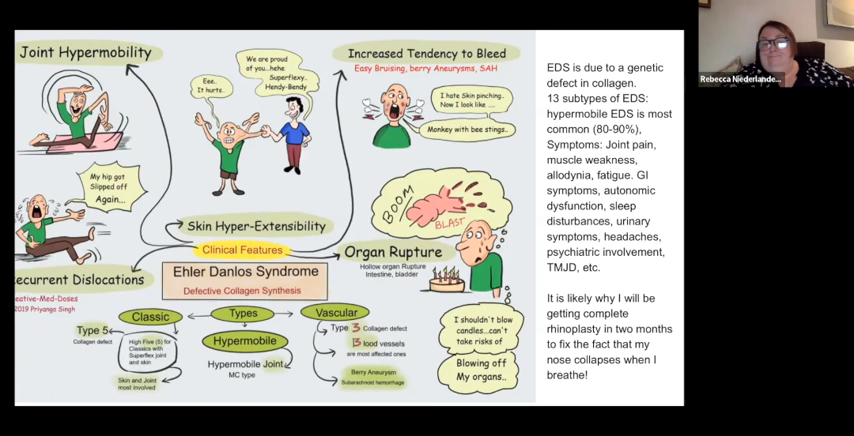 Joint Hypermobility
We are proud
of you...hehe
Superflexy..
Hendy-Bendy
Eee..
It hurts..
Increased Tendency to Bleed
Easy Bruising, berry Aneurysms, SAH
I hate Skin pinching..
Now I look like ....
Monkey with bee stings..
My hip got
Slipped off
Again...
BOOM
BLAST
Skin Hyper-Extensibility
Clinical Features
Organ Rupture
Hollow organ Rupture
Intestine, bladder
ecurrent Dislocations
eative-Med-Doses
2019 Priyanga Singh
Ehler Danlos Syndrome
Defective Collagen Synthesis
Classic
Types
Vascular
Type 5
Collagen defect
High Five (5) for
Classics with
Superflex joint
and skin
Skin and Joint
most involved
Hypermobile
Hypermobile Joint
MC type
Type 3 Collagen defect
B lood vessels
are most affected ones
Berry Aneurysm
Subarachnoid hemorrhage
I shouldn't blow
candles...can't
take risks of
Blowing off
My organs..
EDS is due to a genetic
defect in collagen.
13 subtypes of EDS:
hypermobile EDS is most
common (80-90%),
Symptoms: Joint pain,
muscle weakness,
allodynia, fatigue. GI
symptoms, autonomic
dysfunction, sleep
disturbances, urinary
symptoms, headaches,
psychiatric involvement,
TMJD, etc.
It is likely why I will be
getting complete
rhinoplasty in two months
to fix the fact that my
nose collapses when I
breathe!
Rebecca Niederlande...